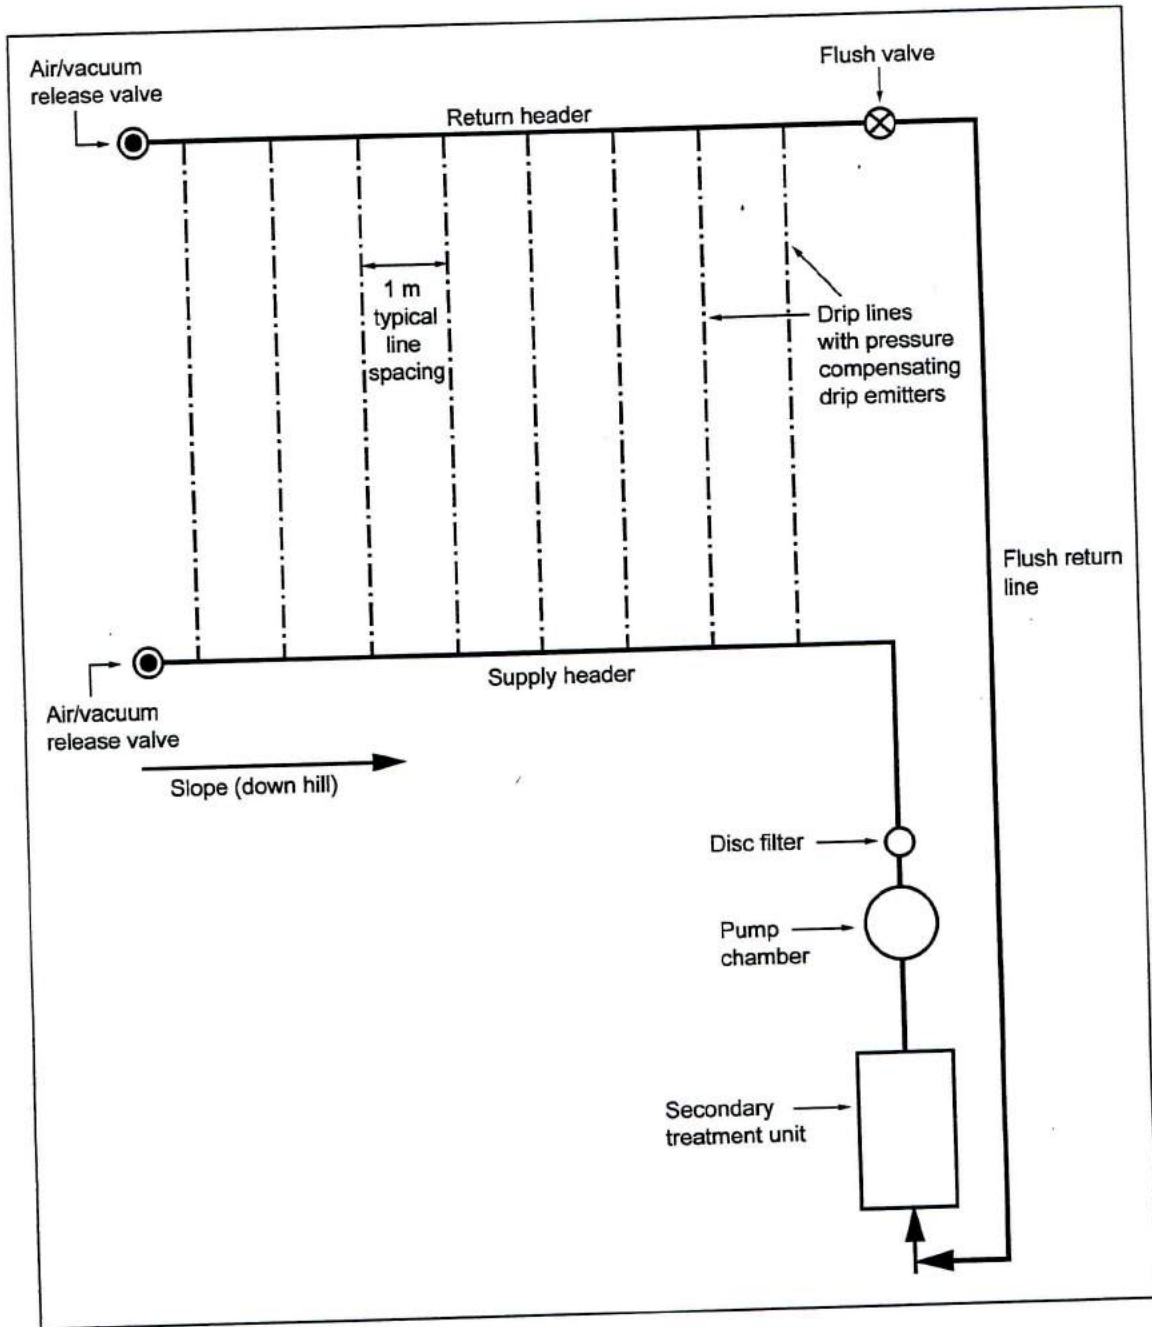 Air/vacuum
release valve
Flush valve
Return header
1 m
typical
line
spacing
Drip lines
with pressure
compensating
drip emitters
Flush return
line
Supply header
Air/vacuum
release valve
Slope (down hill)
Disc filter
Pump
chamber
Secondary
treatment unit